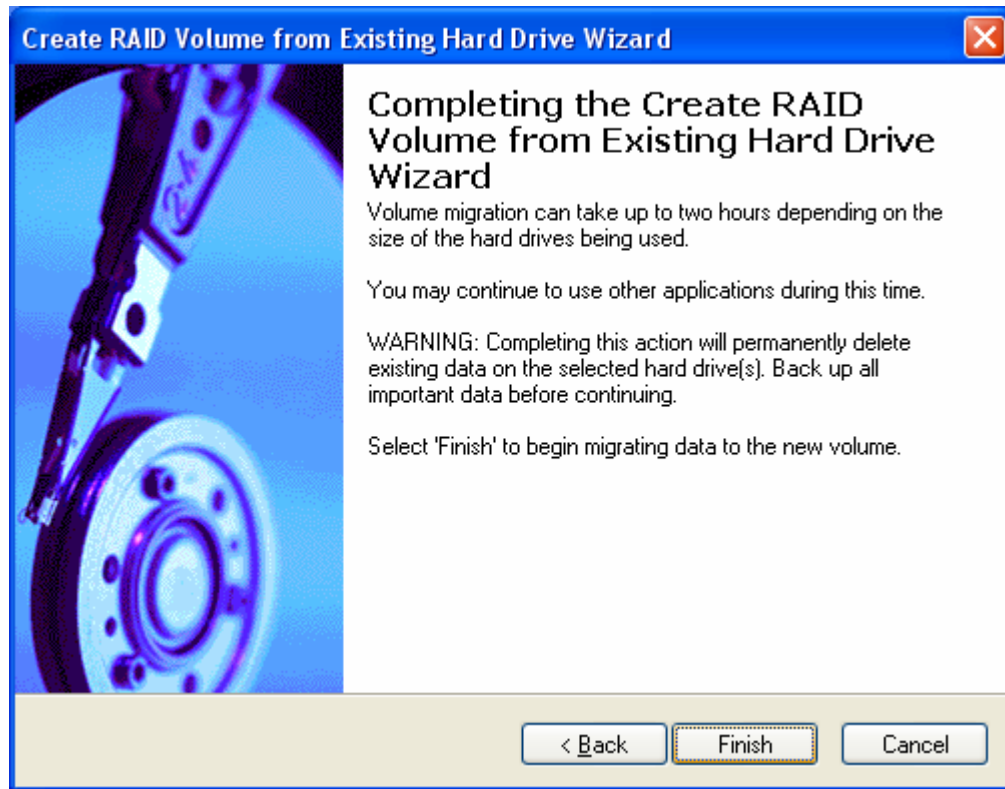 Create RAID Volume from Existing Hard Drive Wizard
Completing the Create RAID
Volume from Existing Hard Drive
Wizard
Volume migration can take up to two hours depending on the
size of the hard drives being used.
You may continue to use other applications during this time.
WARNING: Completing this action will permanently delete
existing data on the selected hard drive(s). Back up all
important data before continuing.
Select 'Finish' to begin migrating data to the new volume.
< Back
Finish
Cancel